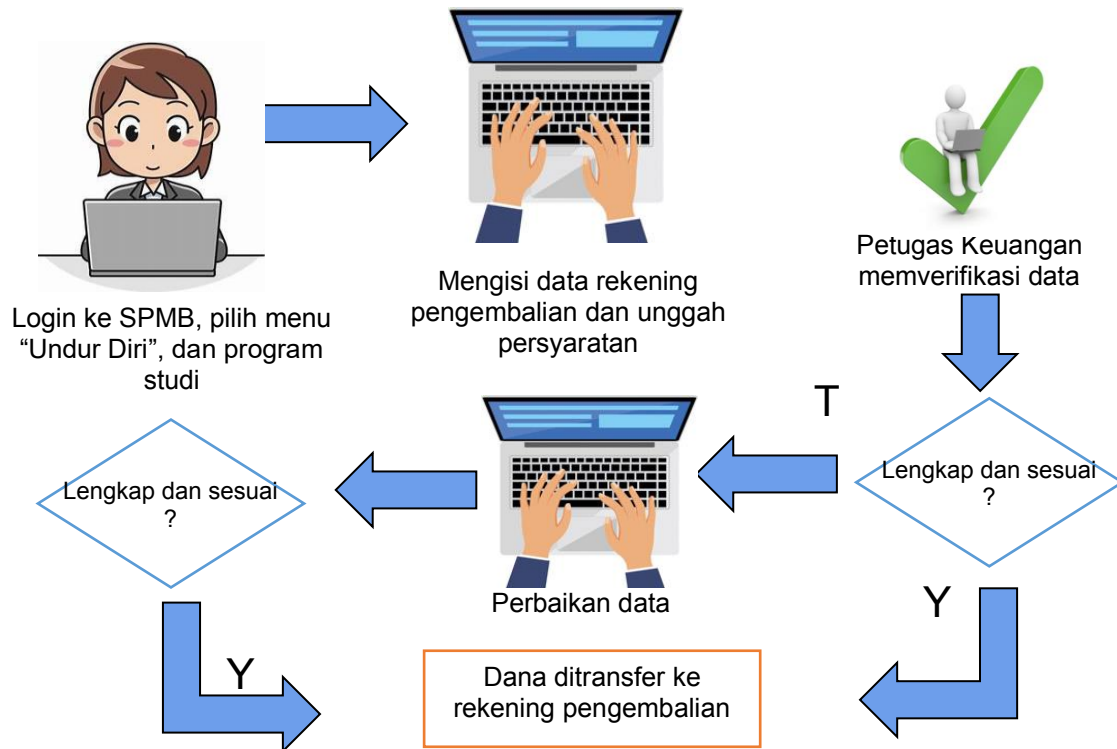 Login ke SPMB, pilih menu
“Undur Diri”, dan program
studi
Mengisi data rekening
pengembalian dan unggah
persyaratan
Petugas Keuangan
memverifikasi data
Lengkap dan sesuai
?
T
Perbaikan data
Lengkap dan sesuai
?
Y
Y
Dana ditransfer ke
rekening pengembalian